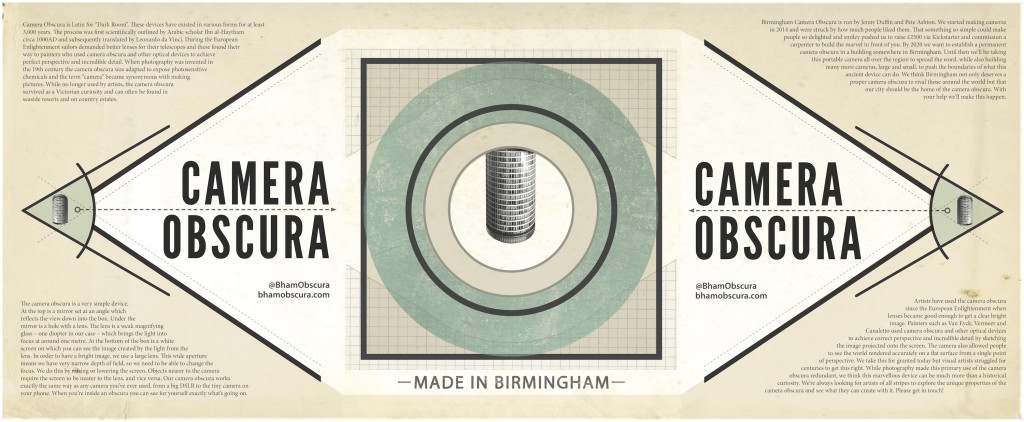 Camera Obscura is Latin for "Dark Room". These devices have existed in various forms for at least
3,000 years. The process was first scientifically outlined by Arabic scholar Ibn al-Haytham
circa 1000AD and subsequently translated by Leonardo da Vinci. During the European
Enlightenment sailors demanded better lenses for their telescopes and those found their
way to painters who used camera obscura and other optical devices to achieve
perfect perspective and incredible detail. When photography was invented in
the 19th century the camera obscura was adapted to expose photosensitive
chemicals and the term "camera" became synonymous with making
pictures. While no longer used by artists, the camera obscura
survived as a Victorian curiosity and can often be found in
seaside resorts and on country estates.
Birmingham Camera Obscura is run by Jenny Duffin and Pete Ashton. We started making cameras
in 2014 and were struck by how much people liked them. That something so simple could make
people so delighted and smiley pushed us to raise £2500 via Kickstarter and commission a
carpenter to build the marvel in front of you. By 2020 we want to establish a permanent
camera obscura in a building somewhere in Birmingham. Until then we'll be taking
this portable camera all over the region to spread the word, while also building
many more cameras, large and small, to push the boundaries of what this
ancient device can do. We think Birmingham not only deserves a
proper camera obscura to rival those around the world but that
our city should be the home of the camera obscura. With
your help we'll make this happen.
CAMERA
OBSCURA
@BhamObscura
bhamobscura.com
CAMERA
OBSCURA
@BhamObscura
bhamobscura.com
The camera obscura is a very simple device.
At the top is a mirror set at an angle which
reflects the view down into the box. Under the
mirror is a hole with a lens. The lens is a weak magnifying
glass – one diopter in our case – which brings the light into
focus at around one metre. At the bottom of the box is a white
screen on which you can see the image created by the light from the
lens. In order to have a bright image, we use a large lens. This wide aperture
means we have very narrow depth of field, so we need to be able to change the
focus. We do this by rising or lowering the screen. Objects nearer to the camera
require the screen to be nearer to the lens, and vice versa. Our camera obscura works
exactly the same way as any camera you've ever used, from a big DSLR to the tiny camera on
your phone. When you're inside an obscura you can see for yourself exactly what's going on.
Artists have used the camera obscura
since the European Enlightenment when
lenses became good enough to get a clear bright
image. Painters such as Van Eyck, Vermeer and
Canaletto used camera obscura and other optical devices
to achieve correct perspective and incredible detail by sketching
the image projected onto the screen. The camera also allowed people
to see the world rendered accurately on a flat surface from a single point
of perspective. We take this for granted today but visual artists struggled for
centuries to get this right. While photography made this primary use of the camera
obscura redundant, we think this marvellous device can be much more than a historical
curiosity. We're always looking for artists of all stripes to explore the unique properties of the
camera obscura and see what they can create with it. Please get in touch!
—MADE IN BIRMINGHAM—